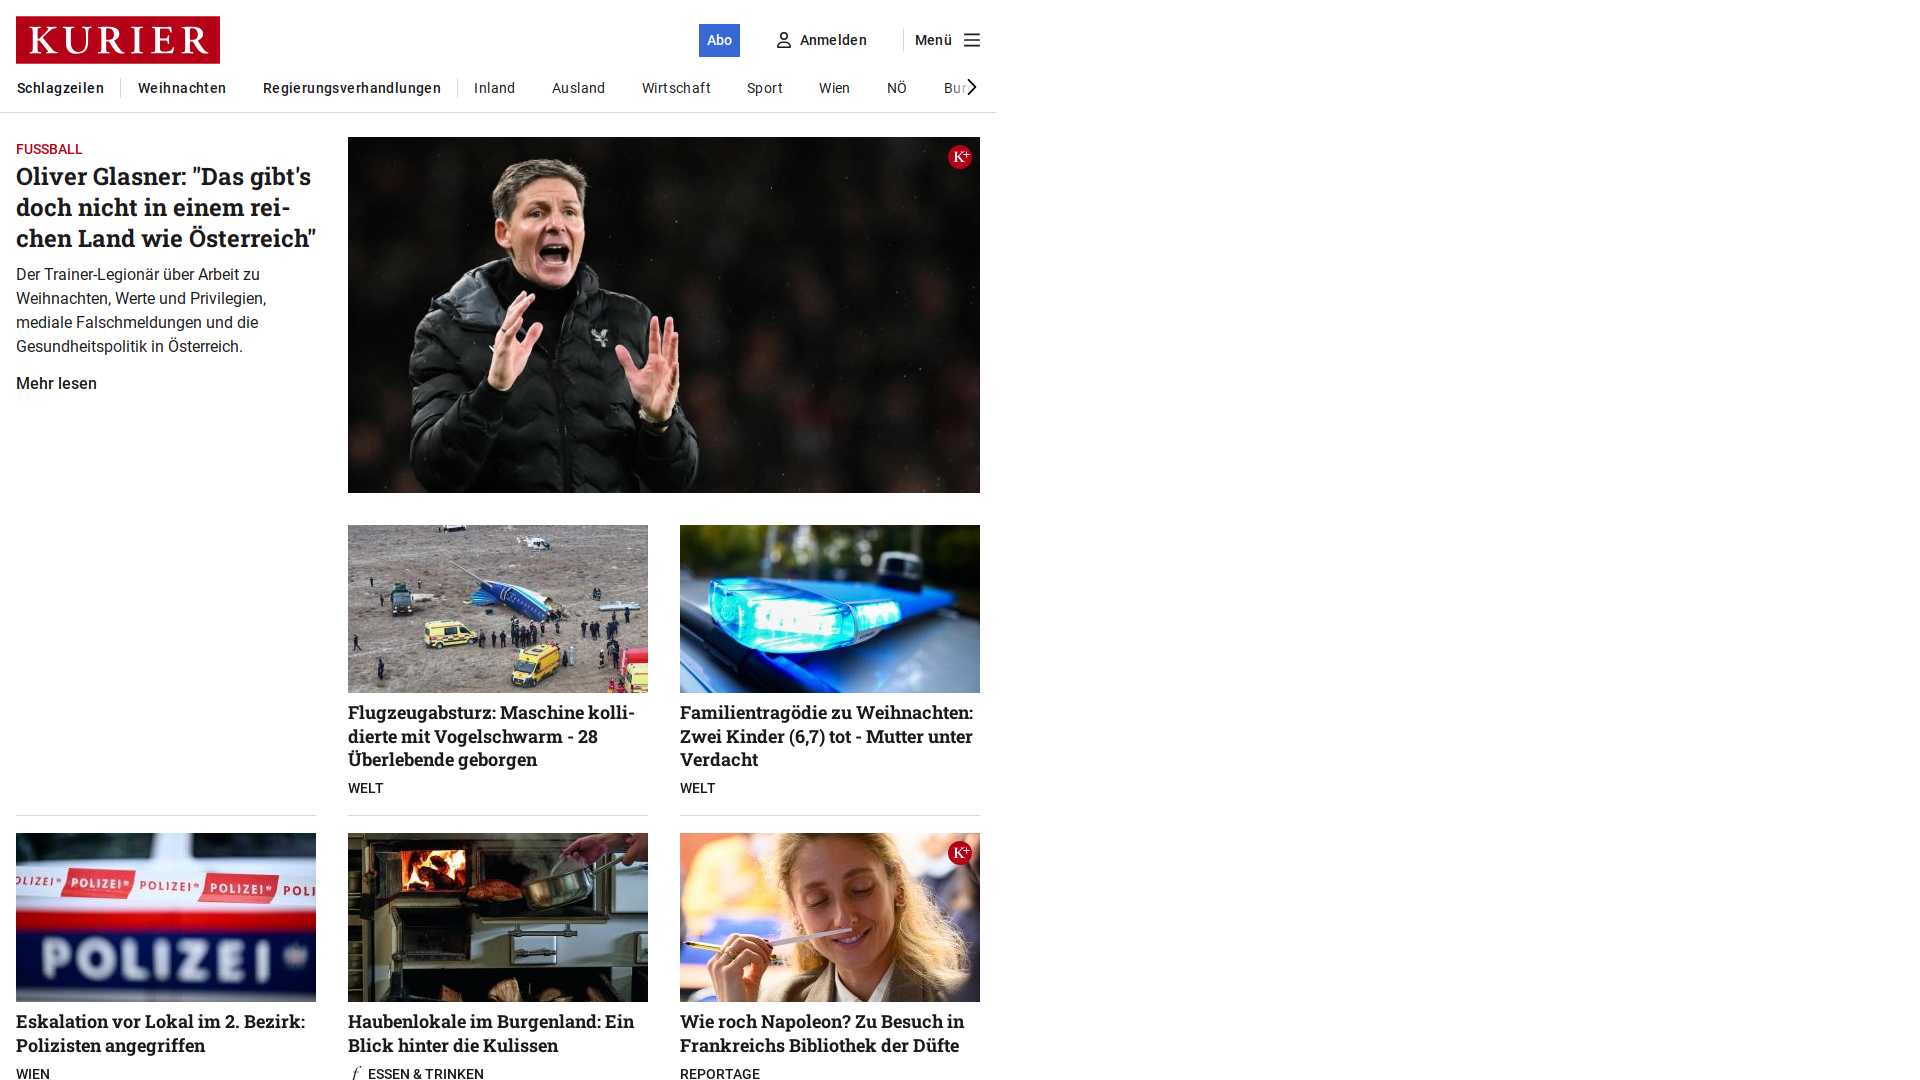 KURIER
Abo
Anmelden
Menü
Schlagzeilen
Weihnachten
Regierungsverhandlungen
Inland
Ausland
Wirtschaft
Sport
Wien
NÖ
Bur
FUSSBALL
Oliver Glasner: "Das gibt's
doch nicht in einem rei-
chen Land wie Österreich"
Der Trainer-Legionär über Arbeit zu
Weihnachten, Werte und Privilegien,
mediale Falschmeldungen und die
Gesundheitspolitik in Österreich.
Mehr lesen
K+
Flugzeugabsturz: Maschine kolli-
dierte mit Vogelschwarm - 28
Überlebende geborgen
WELT
Familientragödie zu Weihnachten:
Zwei Kinder (6,7) tot - Mutter unter
Verdacht
WELT
POLIZEI POLIZEI POLIZEI POLIZEI POLI
POLIZEI
Eskalation vor Lokal im 2. Bezirk:
Polizisten angegriffen
WIEN
Haubenlokale im Burgenland: Ein
Blick hinter die Kulissen
f ESSEN & TRINKEN
K+
Wie roch Napoleon? Zu Besuch in
Frankreichs Bibliothek der Düfte
REPORTAGE